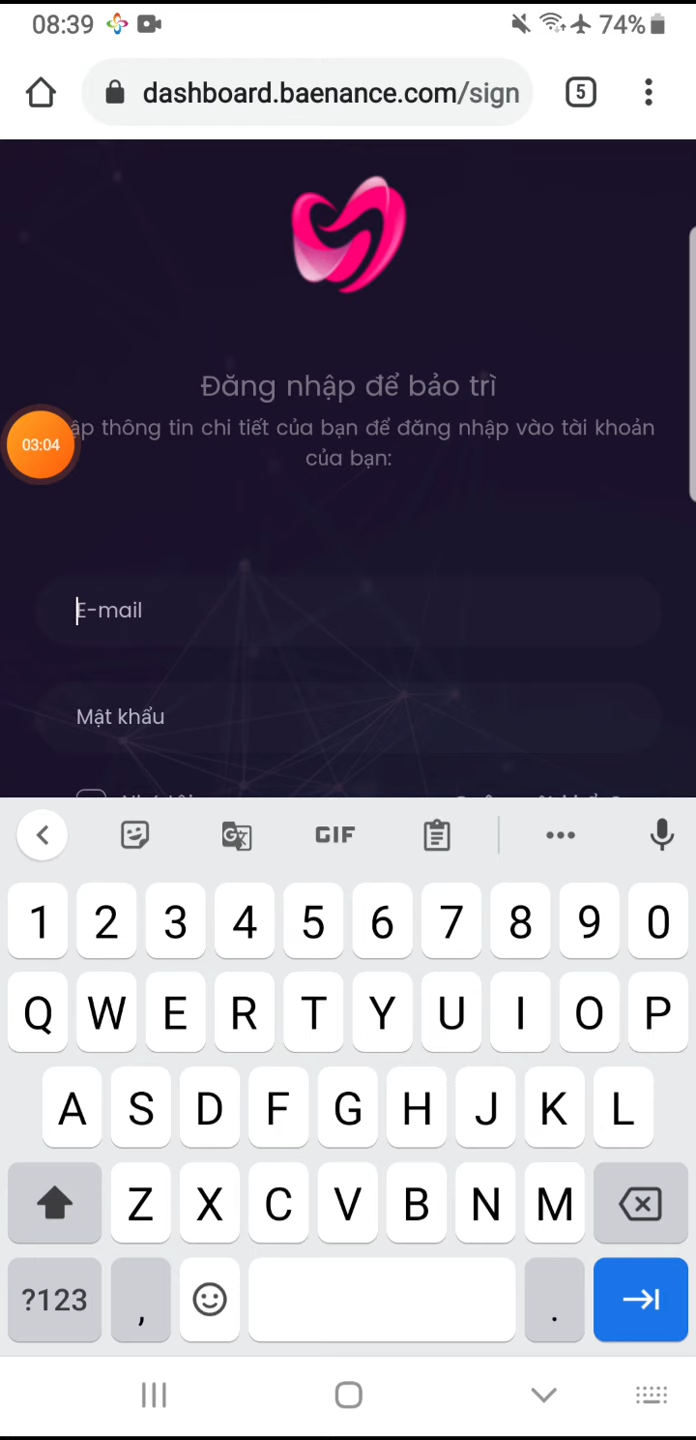 08:39 74%
dashboard.baenance.com/sign 5
Đăng nhập để bảo trì
ập thông tin chi tiết của bạn để đăng nhập vào tài khoản
của bạn:
03:04
E-mail
Mật khẩu
GIF
1 2 3 4 5 6 7 8 9 0
Q W E R T Y U I O P
A S D F G H J K L
Z X C V B N M
?123 , .